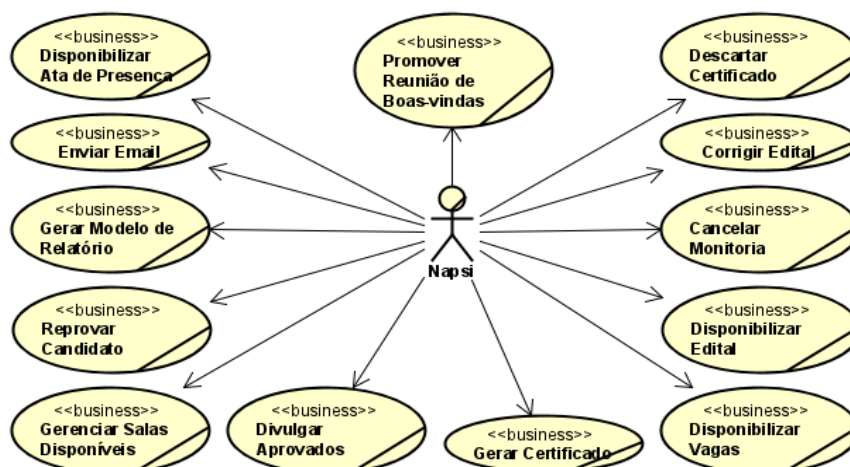 <<business>>
Disponibilizar
Ata de Presença
<<business>>
Promover
Reunião de
Boas-vindas
<<business>>
Descartar
Certificado
<<business>>
Enviar Email
<<business>>
Corrigir Edital
<<business>>
Gerar Modelo de
Relatório
<<business>>
Cancelar
Monitoria
Napsi
<<business>>
Reprovar
Candidato
<<business>>
Disponibilizar
Edital
<<business>>
Gerenciar Salas
Disponíveis
<<business>>
Divulgar
Aprovados
<<business>>
Gerar Certificado
<<business>>
Disponibilizar
Vagas